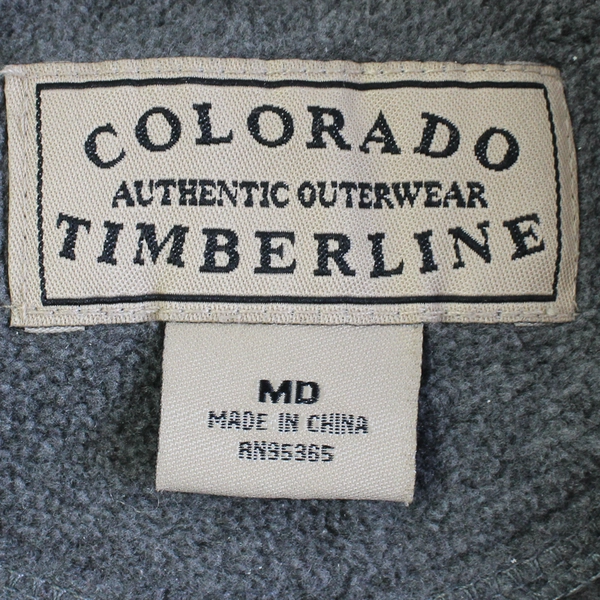 COLORADO
AUTHENTIC OUTERWEAR
TIMBERLINE
MD
MADE IN CHINA
RN95365